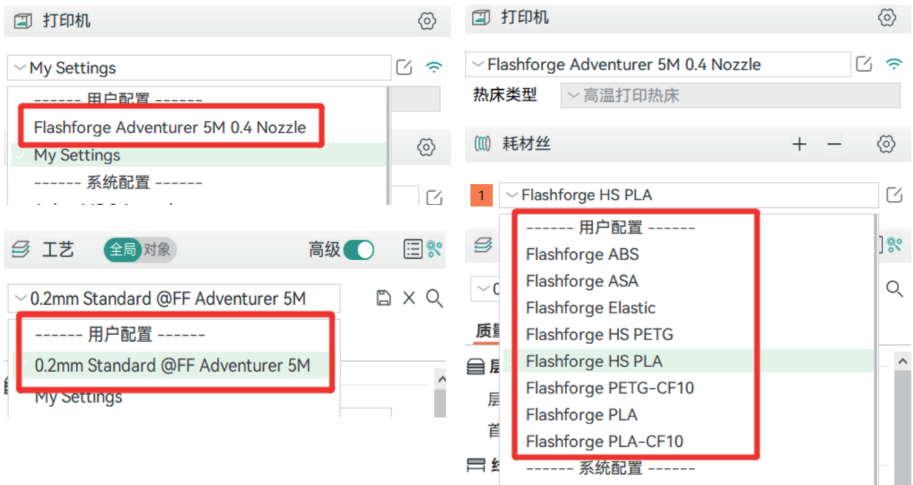 打印机
My Settings
------ 用户配置 ------
Flashforge Adventurer 5M 0.4 Nozzle
My Settings
------ 系统配置 ------
工艺
全局 对象
高级
0.2mm Standard @FF Adventurer 5M
------ 用户配置 ------
0.2mm Standard @FF Adventurer 5M
My Settings
打印机
Flashforge Adventurer 5M 0.4 Nozzle
热床类型 高温打印热床
耗材丝
1 Flashforge HS PLA
------ 用户配置 ------
Flashforge ABS
Flashforge ASA
Flashforge Elastic
Flashforge HS PETG
Flashforge HS PLA
Flashforge PETG-CF10
Flashforge PLA
Flashforge PLA-CF10
------ 系统配置 ------